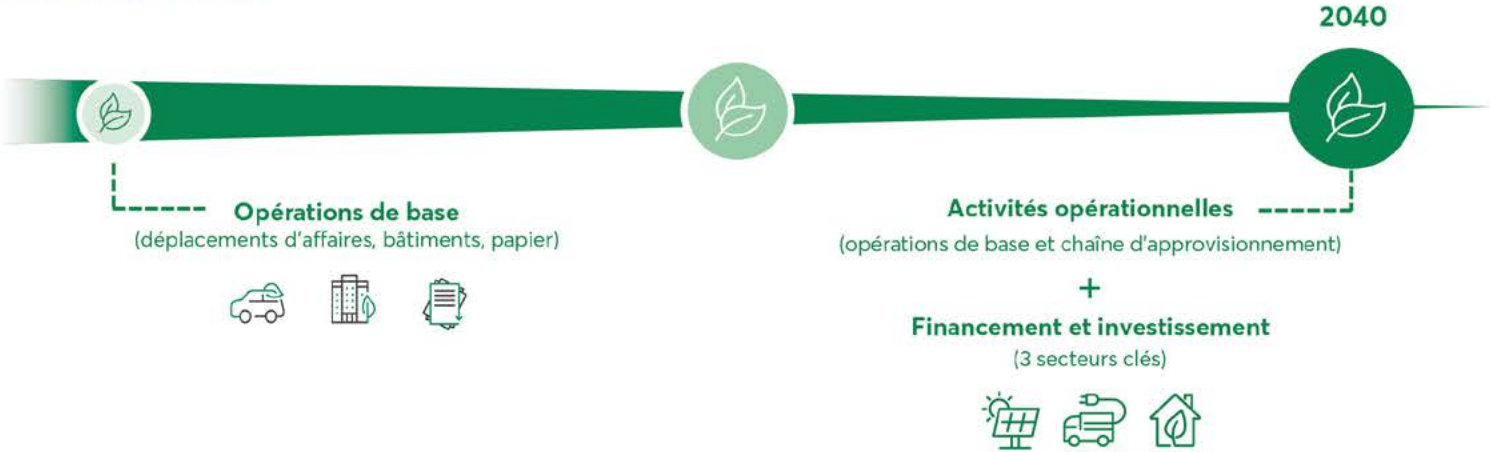 2040
Opérations de base
(déplacements d'affaires, bâtiments, papier)
Activités opérationnelles
(opérations de base et chaîne d'approvisionnement)
+
Financement et investissement
(3 secteurs clés)